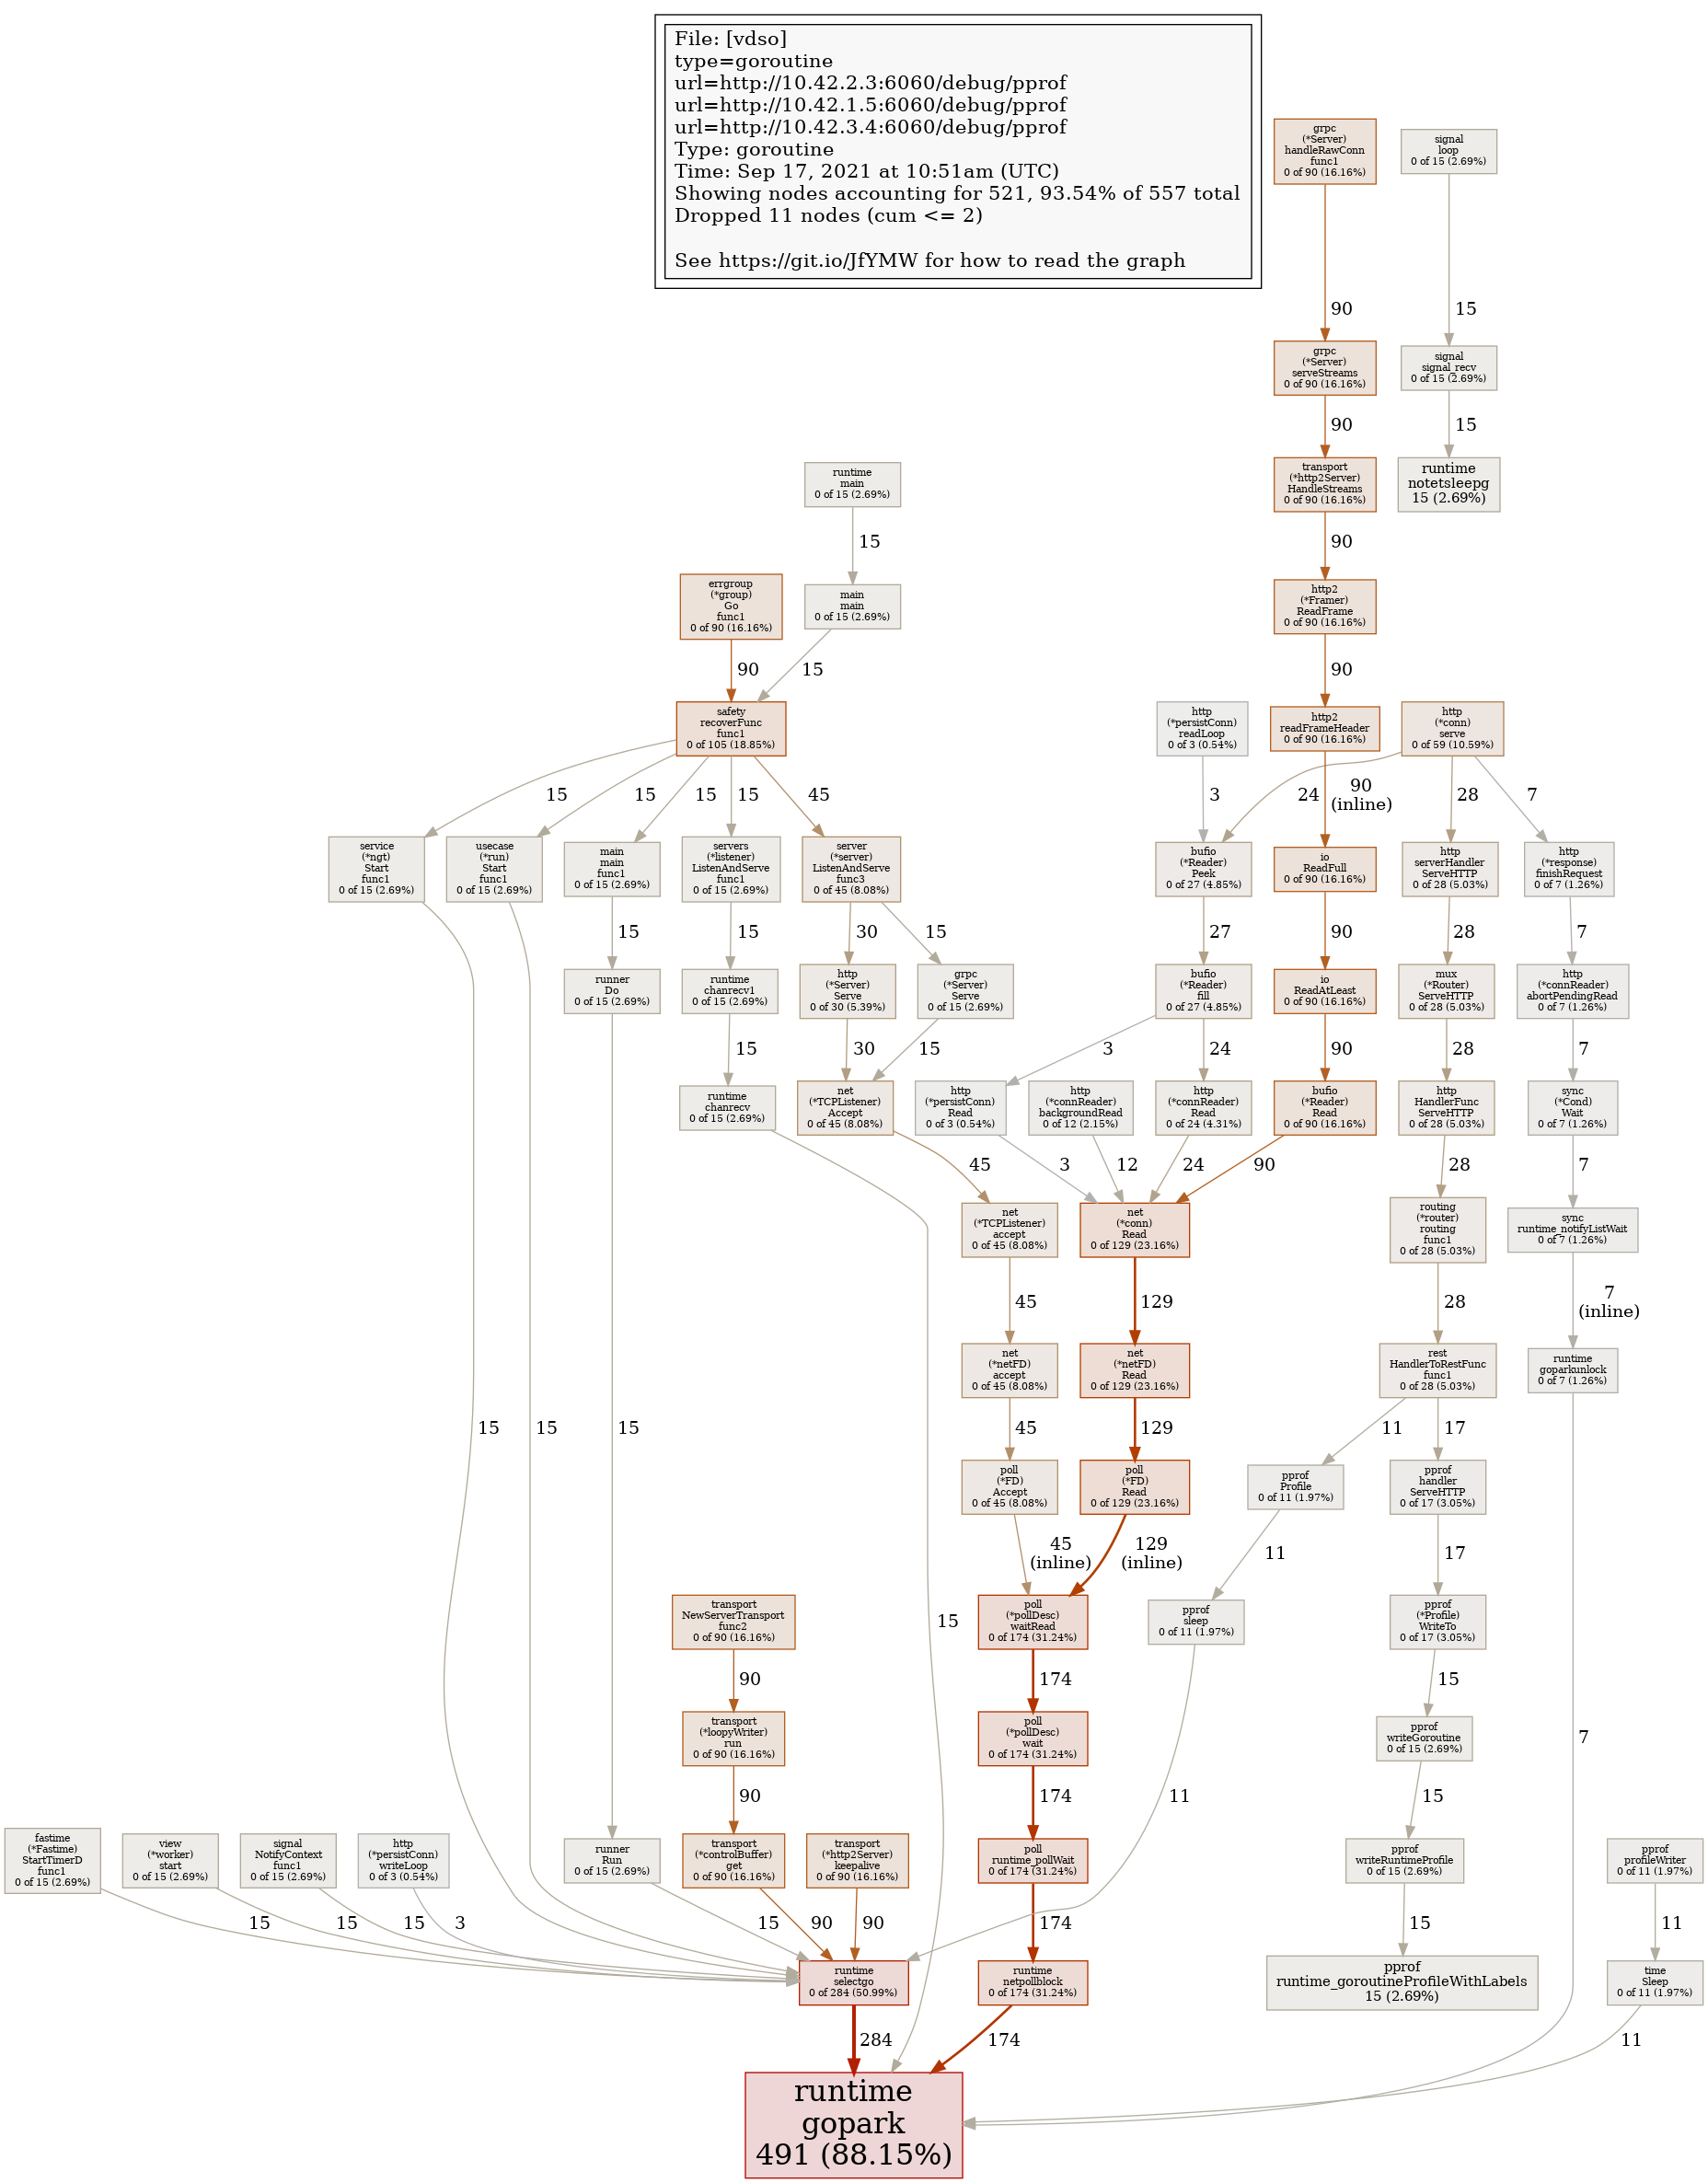 File: [vdso]
type=goroutine
url=http://10.42.2.3:6060/debug/pprof
url=http://10.42.1.5:6060/debug/pprof
url=http://10.42.3.4:6060/debug/pprof
Type: goroutine
Time: Sep 17, 2021 at 10:51am (UTC)
Showing nodes accounting for 521, 93.54% of 557 total
Dropped 11 nodes (cum <= 2)
See https://git.io/JfYMW for how to read the graph
grpc
(*Server)
handleRawConn
func1
0 of 90 (16.16%)
signal
loop
0 of 15 (2.69%)
90
15
grpc
(*Server)
serveStreams
0 of 90 (16.16%)
signal
signal_recv
0 of 15 (2.69%)
90
15
transport
(*http2Server)
HandleStreams
0 of 90 (16.16%)
runtime
notetsleepg
15 (2.69%)
runtime
main
0 of 15 (2.69%)
15
90
errgroup
(*group)
Go
func1
0 of 90 (16.16%)
main
main
0 of 15 (2.69%)
http2
(*Framer)
ReadFrame
0 of 90 (16.16%)
90
15
90
safety
recoverFunc
func1
0 of 105 (18.85%)
http
(*persistConn)
readLoop
0 of 3 (0.54%)
http2
readFrameHeader
0 of 90 (16.16%)
http
(*conn)
serve
0 of 59 (10.59%)
15
15
15
15
45
3
24
90
(inline)
28
7
service
(*ngt)
Start
func1
0 of 15 (2.69%)
usecase
(*run)
Start
func1
0 of 15 (2.69%)
main
main
func1
0 of 15 (2.69%)
servers
(*listener)
ListenAndServe
func1
0 of 15 (2.69%)
server
(*server)
ListenAndServe
func3
0 of 45 (8.08%)
bufio
(*Reader)
Peek
0 of 27 (4.85%)
io
ReadFull
0 of 90 (16.16%)
http
serverHandler
ServeHTTP
0 of 28 (5.03%)
http
(*response)
finishRequest
0 of 7 (1.26%)
15
15
30
15
27
90
28
7
runner
Do
0 of 15 (2.69%)
runtime
chanrecv1
0 of 15 (2.69%)
http
(*Server)
Serve
0 of 30 (5.39%)
grpc
(*Server)
Serve
0 of 15 (2.69%)
bufio
(*Reader)
fill
0 of 27 (4.85%)
io
ReadAtLeast
0 of 90 (16.16%)
mux
(*Router)
ServeHTTP
0 of 28 (5.03%)
http
(*connReader)
abortPendingRead
0 of 7 (1.26%)
15
30
15
3
24
90
28
7
runtime
chanrecv
0 of 15 (2.69%)
net
(*TCPListener)
Accept
0 of 45 (8.08%)
http
(*persistConn)
Read
0 of 3 (0.54%)
http
(*connReader)
backgroundRead
0 of 12 (2.15%)
http
(*connReader)
Read
0 of 24 (4.31%)
bufio
(*Reader)
Read
0 of 90 (16.16%)
http
HandlerFunc
ServeHTTP
0 of 28 (5.03%)
sync
(*Cond)
Wait
0 of 7 (1.26%)
45
3
12
24
90
28
7
net
(*TCPListener)
accept
0 of 45 (8.08%)
net
(*conn)
Read
0 of 129 (23.16%)
routing
(*router)
routing
func1
0 of 28 (5.03%)
sync
runtime_notifyListWait
0 of 7 (1.26%)
45
129
28
7
(inline)
net
(*netFD)
accept
0 of 45 (8.08%)
net
(*netFD)
Read
0 of 129 (23.16%)
rest
HandlerToRestFunc
func1
0 of 28 (5.03%)
runtime
goparkunlock
0 of 7 (1.26%)
15
15
15
45
129
11
17
poll
(*FD)
Accept
0 of 45 (8.08%)
poll
(*FD)
Read
0 of 129 (23.16%)
pprof
Profile
0 of 11 (1.97%)
pprof
handler
ServeHTTP
0 of 17 (3.05%)
45
(inline)
129
(inline)
11
17
transport
NewServerTransport
func2
0 of 90 (16.16%)
poll
(*pollDesc)
waitRead
0 of 174 (31.24%)
pprof
sleep
0 of 11 (1.97%)
pprof
(*Profile)
WriteTo
0 of 17 (3.05%)
15
90
174
15
transport
(*loopyWriter)
run
0 of 90 (16.16%)
poll
(*pollDesc)
wait
0 of 174 (31.24%)
pprof
writeGoroutine
0 of 15 (2.69%)
7
90
174
11
15
fastime
(*Fastime)
StartTimerD
func1
0 of 15 (2.69%)
view
(*worker)
start
0 of 15 (2.69%)
signal
NotifyContext
func1
0 of 15 (2.69%)
http
(*persistConn)
writeLoop
0 of 3 (0.54%)
runner
Run
0 of 15 (2.69%)
transport
(*controlBuffer)
get
0 of 90 (16.16%)
transport
(*http2Server)
keepalive
0 of 90 (16.16%)
poll
runtime_pollWait
0 of 174 (31.24%)
pprof
writeRuntimeProfile
0 of 15 (2.69%)
pprof
profileWriter
0 of 11 (1.97%)
15
15
15
3
15
90
90
174
15
11
runtime
selectgo
0 of 284 (50.99%)
runtime
netpollblock
0 of 174 (31.24%)
pprof
runtime_goroutineProfileWithLabels
15 (2.69%)
time
Sleep
0 of 11 (1.97%)
284
174
11
runtime
gopark
491 (88.15%)